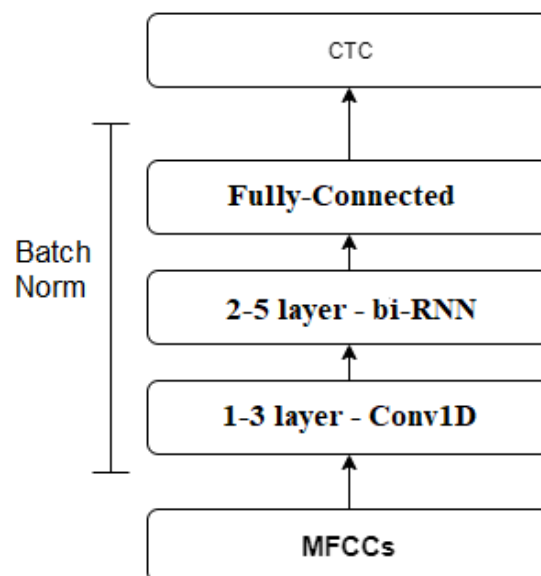 CTC
Fully-Connected
Batch
Norm
2-5 layer - bi-RNN
1-3 layer - Conv1D
MFCCs